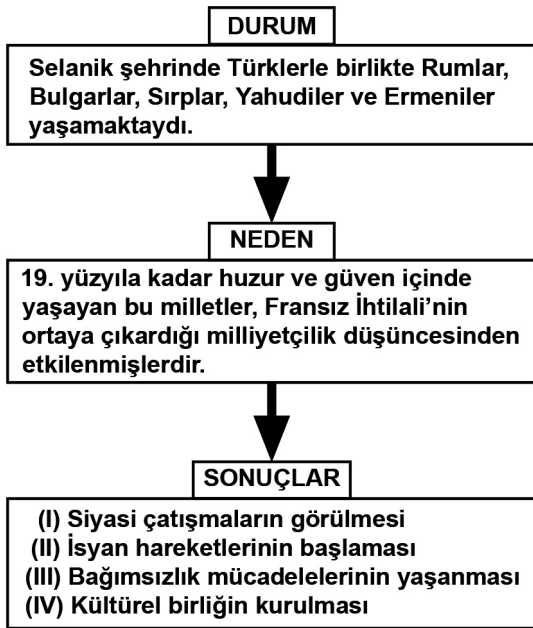 DURUM
Selanik şehrinde Türklerle birlikte Rumlar,
Bulgarlar, Sırplar, Yahudiler ve Ermeniler
yaşamaktaydı.
NEDEN
19. yüzyıla kadar huzur ve güven içinde
yaşayan bu milletler, Fransız İhtilali’nin
ortaya çıkardığı milliyetçilik düşüncesinden
etkilenmişlerdir.
SONUÇLAR
(I) Siyasi çatışmaların görülmesi
(II) İsyan hareketlerinin başlaması
(III) Bağımsızlık mücadelelerinin yaşanması
(IV) Kültürel birliğin kurulması